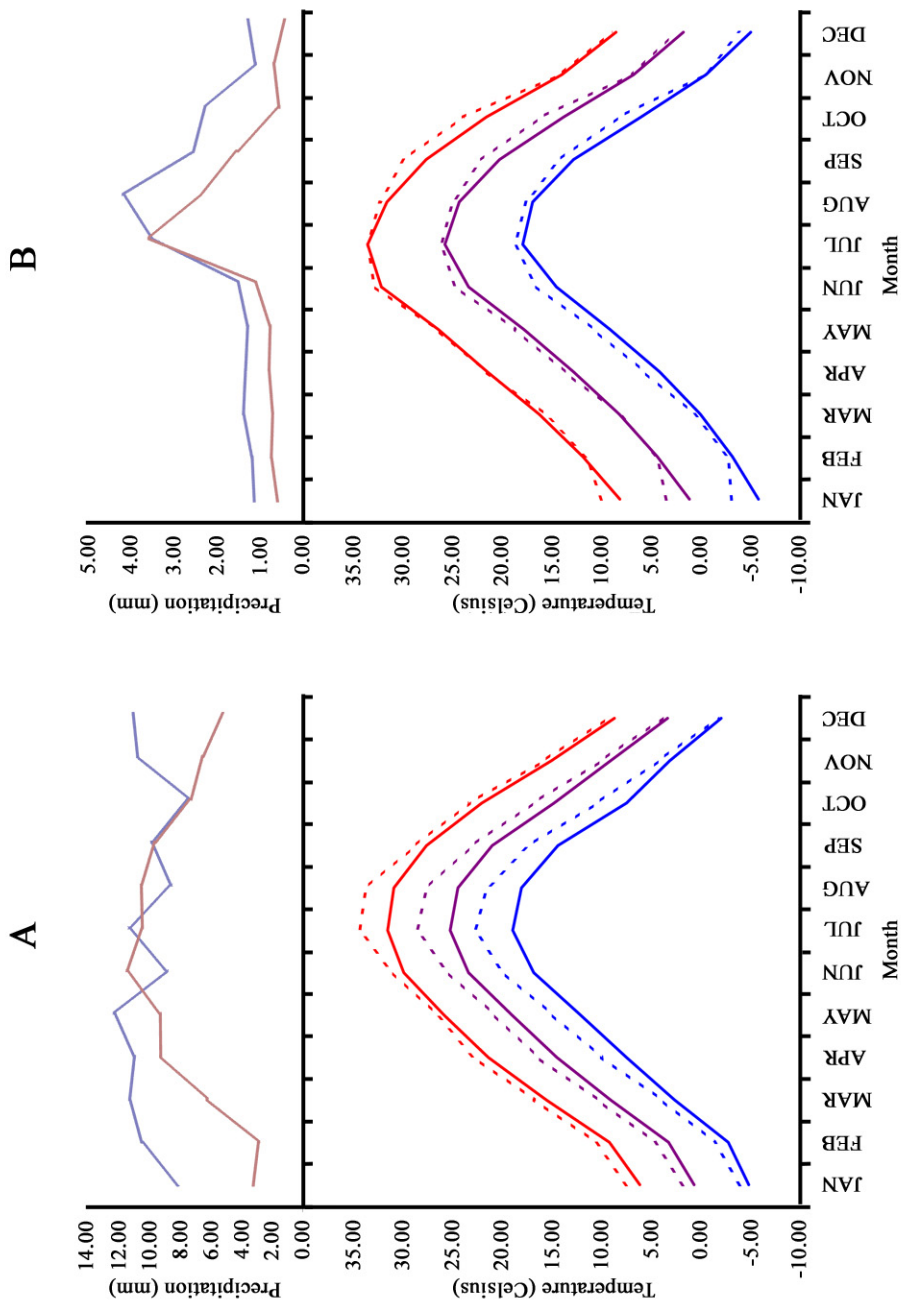 A
14.00
12.00
10.00
8.00
6.00
4.00
2.00
0.00
Precipitation (mm)
35.00
30.00
25.00
20.00
15.00
10.00
5.00
0.00
-5.00
-10.00
Temperature (Celsius)
JAN
FEB
MAR
APR
MAY
JUN
JUL
AUG
SEP
OCT
NOV
DEC
Month
B
5.00
4.00
3.00
2.00
1.00
0.00
Precipitation (mm)
35.00
30.00
25.00
20.00
15.00
10.00
5.00
0.00
-5.00
-10.00
Temperature (Celsius)
JAN
FEB
MAR
APR
MAY
JUN
JUL
AUG
SEP
OCT
NOV
DEC
Month